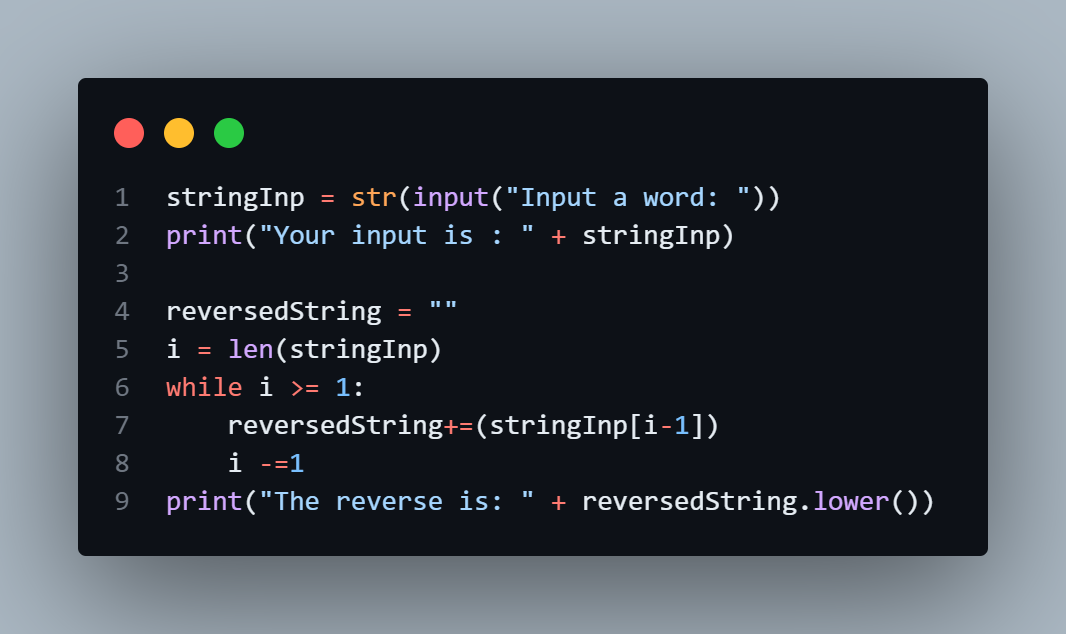 1 stringInp = str(input("Input a word: "))
2 print("Your input is : " + stringInp)
3
4 reversedString = ""
5 i = len(stringInp)
6 while i >= 1:
7     reversedString+=(stringInp[i-1])
8     i -=1
9 print("The reverse is: " + reversedString.lower())